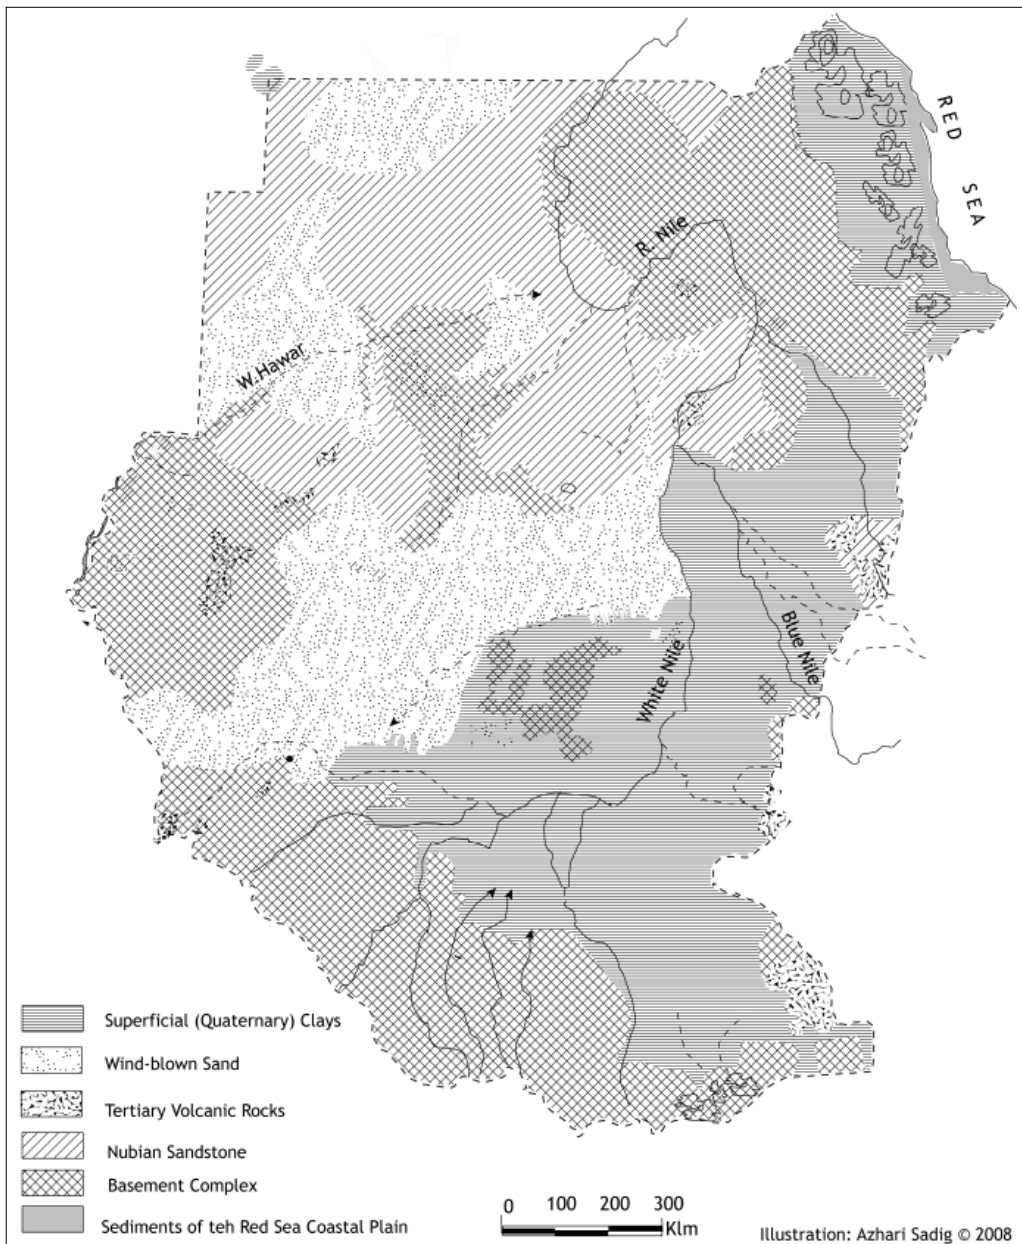 RED
SEA
R. Nile
W.Hawar
Blue Nile
White Nile
Superficial (Quaternary) Clays
Wind-blown Sand
Tertiary Volcanic Rocks
Nubian Sandstone
Basement Complex
Sediments of teh Red Sea Coastal Plain
0 100 200 300
Klm
Illustration: Azhari Sadig © 2008